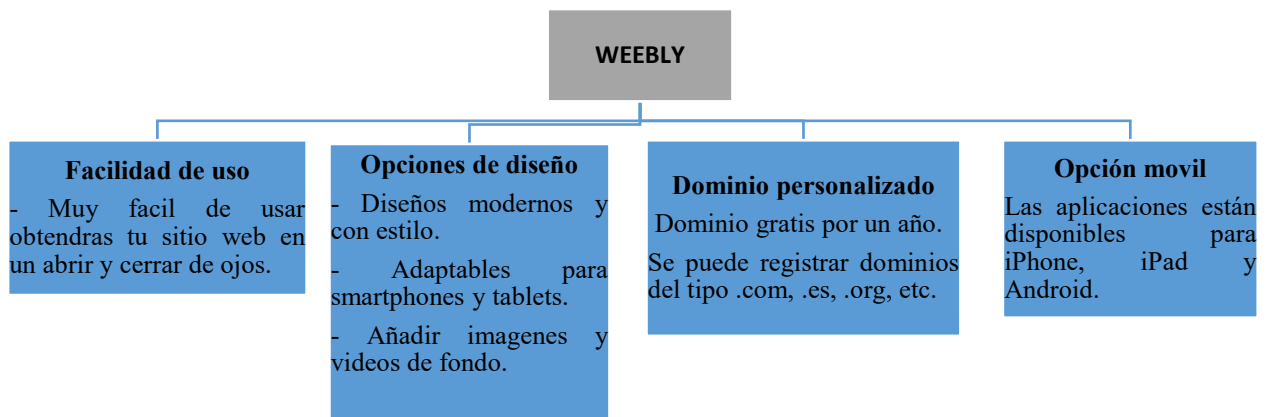 WEEBLY
Facilidad de uso
- Muy facil de usar
obtendras tu sitio web en
un abrir y cerrar de ojos.
Opciones de diseño
- Diseños modernos y
con estilo.
- Adaptables para
smartphones y tablets.
- Añadir imagenes y
videos de fondo.
Dominio personalizado
Dominio gratis por un año.
Se puede registrar dominios
del tipo .com, .es, .org, etc.
Opción movil
Las aplicaciones están
disponibles para
iPhone, iPad y
Android.